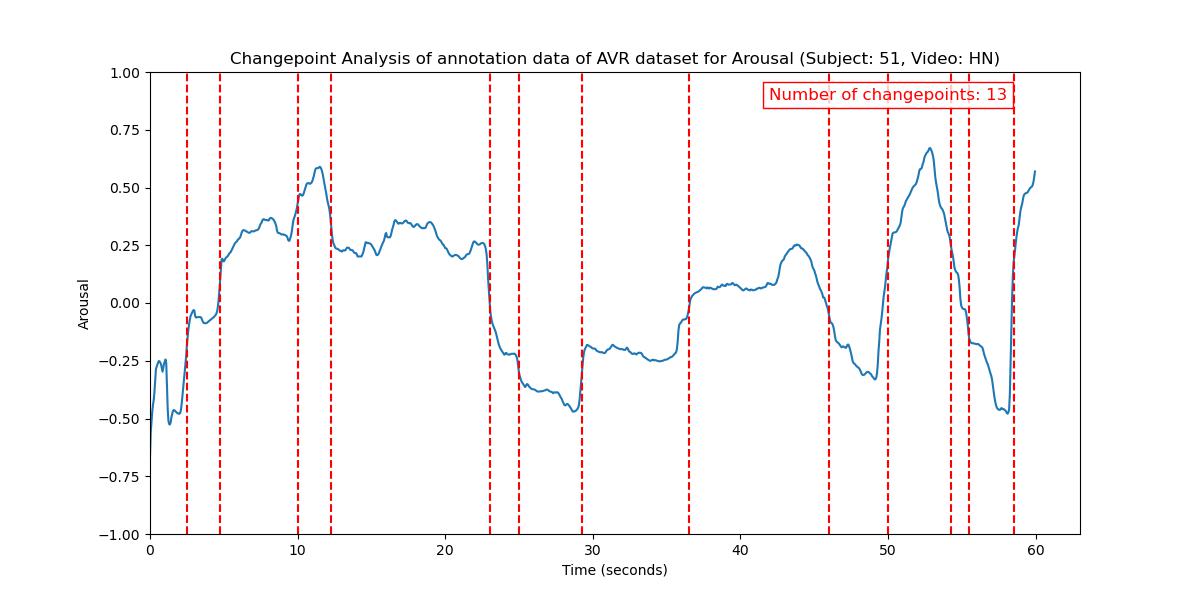 Changepoint Analysis of annotation data of AVR dataset for Arousal (Subject: 51, Video: HN)
Number of changepoints: 13
1.00
0.75
0.50
0.25
0.00
−0.25
−0.50
−0.75
−1.00
Arousal
0 10 20 30 40 50 60
Time (seconds)